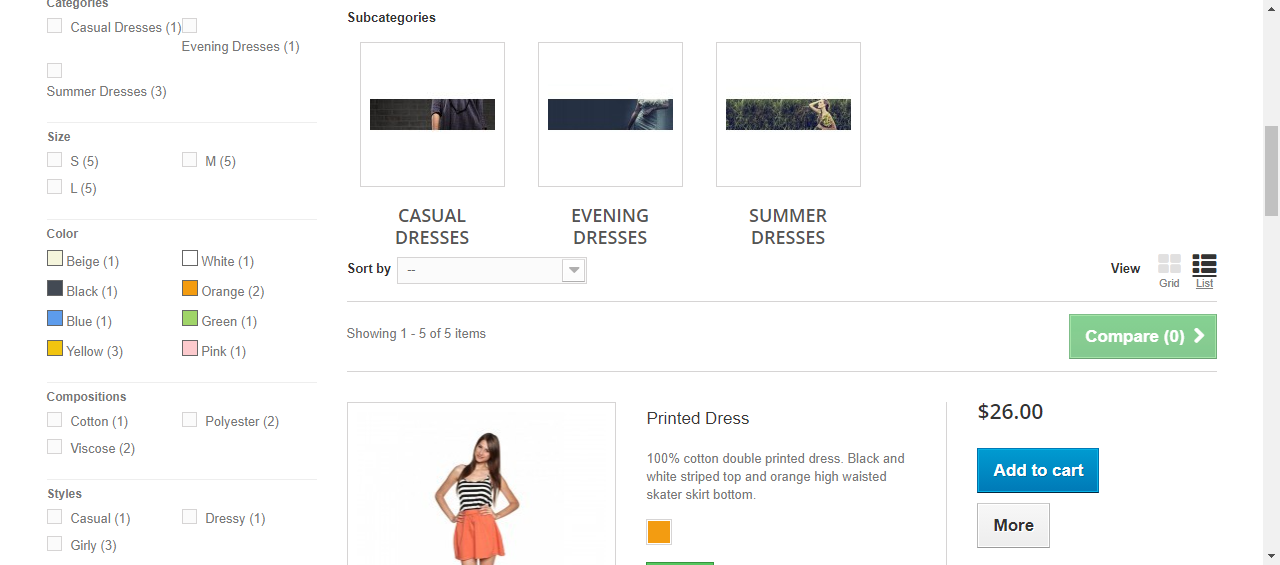 Categories
Casual Dresses (1)
Evening Dresses (1)
Summer Dresses (3)
Size
S (5)
M (5)
L (5)
Color
Beige (1)
White (1)
Black (1)
Orange (2)
Blue (1)
Green (1)
Yellow (3)
Pink (1)
Compositions
Cotton (1)
Polyester (2)
Viscose (2)
Styles
Casual (1)
Dressy (1)
Girly (3)
Subcategories
CASUAL
DRESSES
EVENING
DRESSES
SUMMER
DRESSES
Sort by
--
View
Grid
List
Showing 1 - 5 of 5 items
Compare (0)
Printed Dress
100% cotton double printed dress. Black and
white striped top and orange high waisted
skater skirt bottom.
$26.00
Add to cart
More